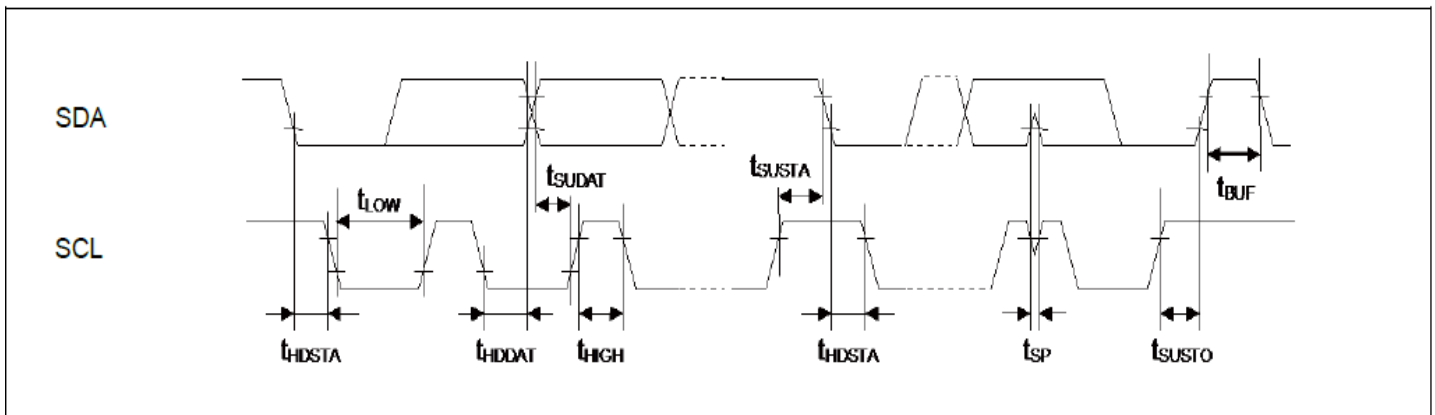 SDA
tSUDAT
tSUSTA
tBUF
tLOW
SCL
tHDSTA
tHDDAT
tHIGH
tHDSTA
tSP
tSUSTO